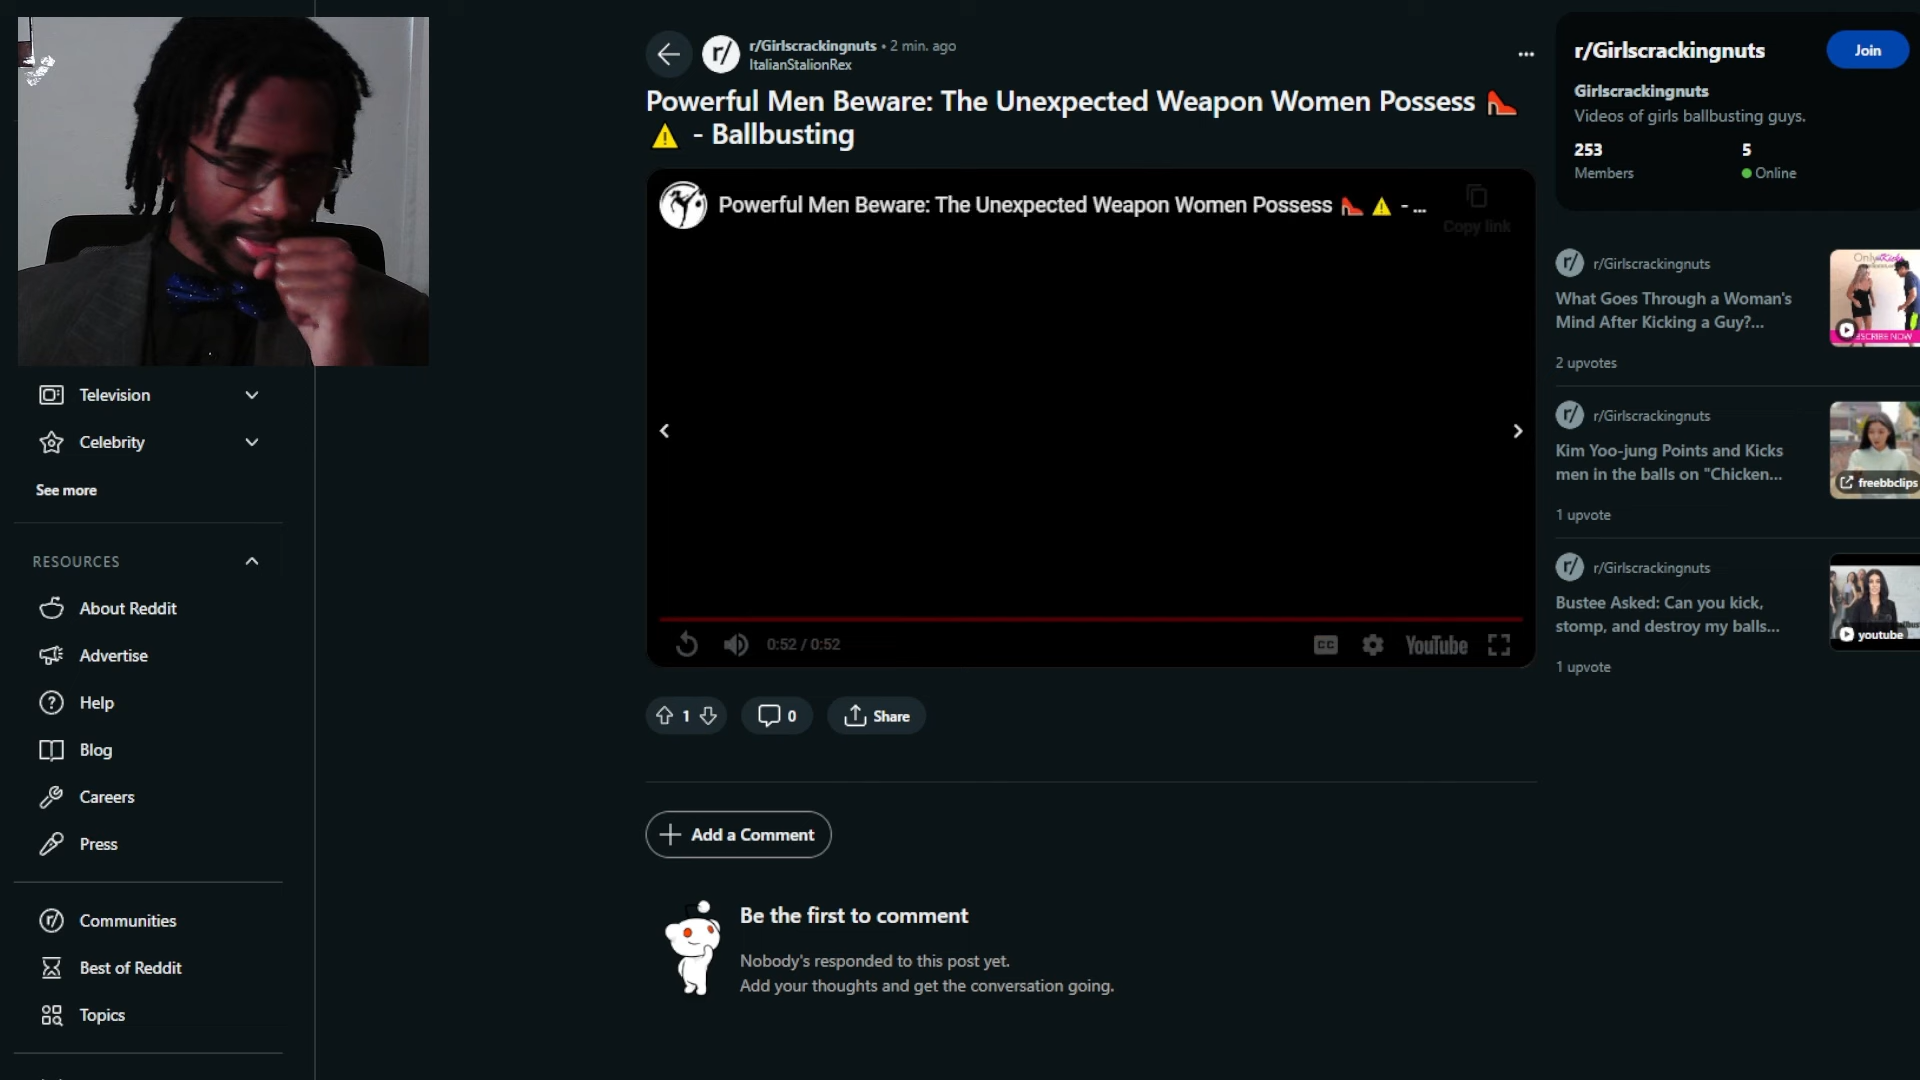 r/Girlscrackingnuts • 2 min. ago
ItalianStalionRex
Powerful Men Beware: The Unexpected Weapon Women Possess 👠
⚠️ - Ballbusting
Powerful Men Beware: The Unexpected Weapon Women Possess 👠 ⚠️ - ...
Copy link
0:52 / 0:52
CC
YouTube
1
0
Share
Add a Comment
Be the first to comment
Nobody's responded to this post yet.
Add your thoughts and get the conversation going.
Television
Celebrity
See more
RESOURCES
About Reddit
Advertise
Help
Blog
Careers
Press
Communities
Best of Reddit
Topics
r/Girlscrackingnuts
Join
Girlscrackingnuts
Videos of girls ballbusting guys.
253
5
Members
Online
r/Girlscrackingnuts
What Goes Through a Woman's
Mind After Kicking a Guy?...
2 upvotes
r/Girlscrackingnuts
Kim Yoo-jung Points and Kicks
men in the balls on "Chicken...
freebbclips
1 upvote
r/Girlscrackingnuts
Bustee Asked: Can you kick,
stomp, and destroy my balls...
youtube
1 upvote